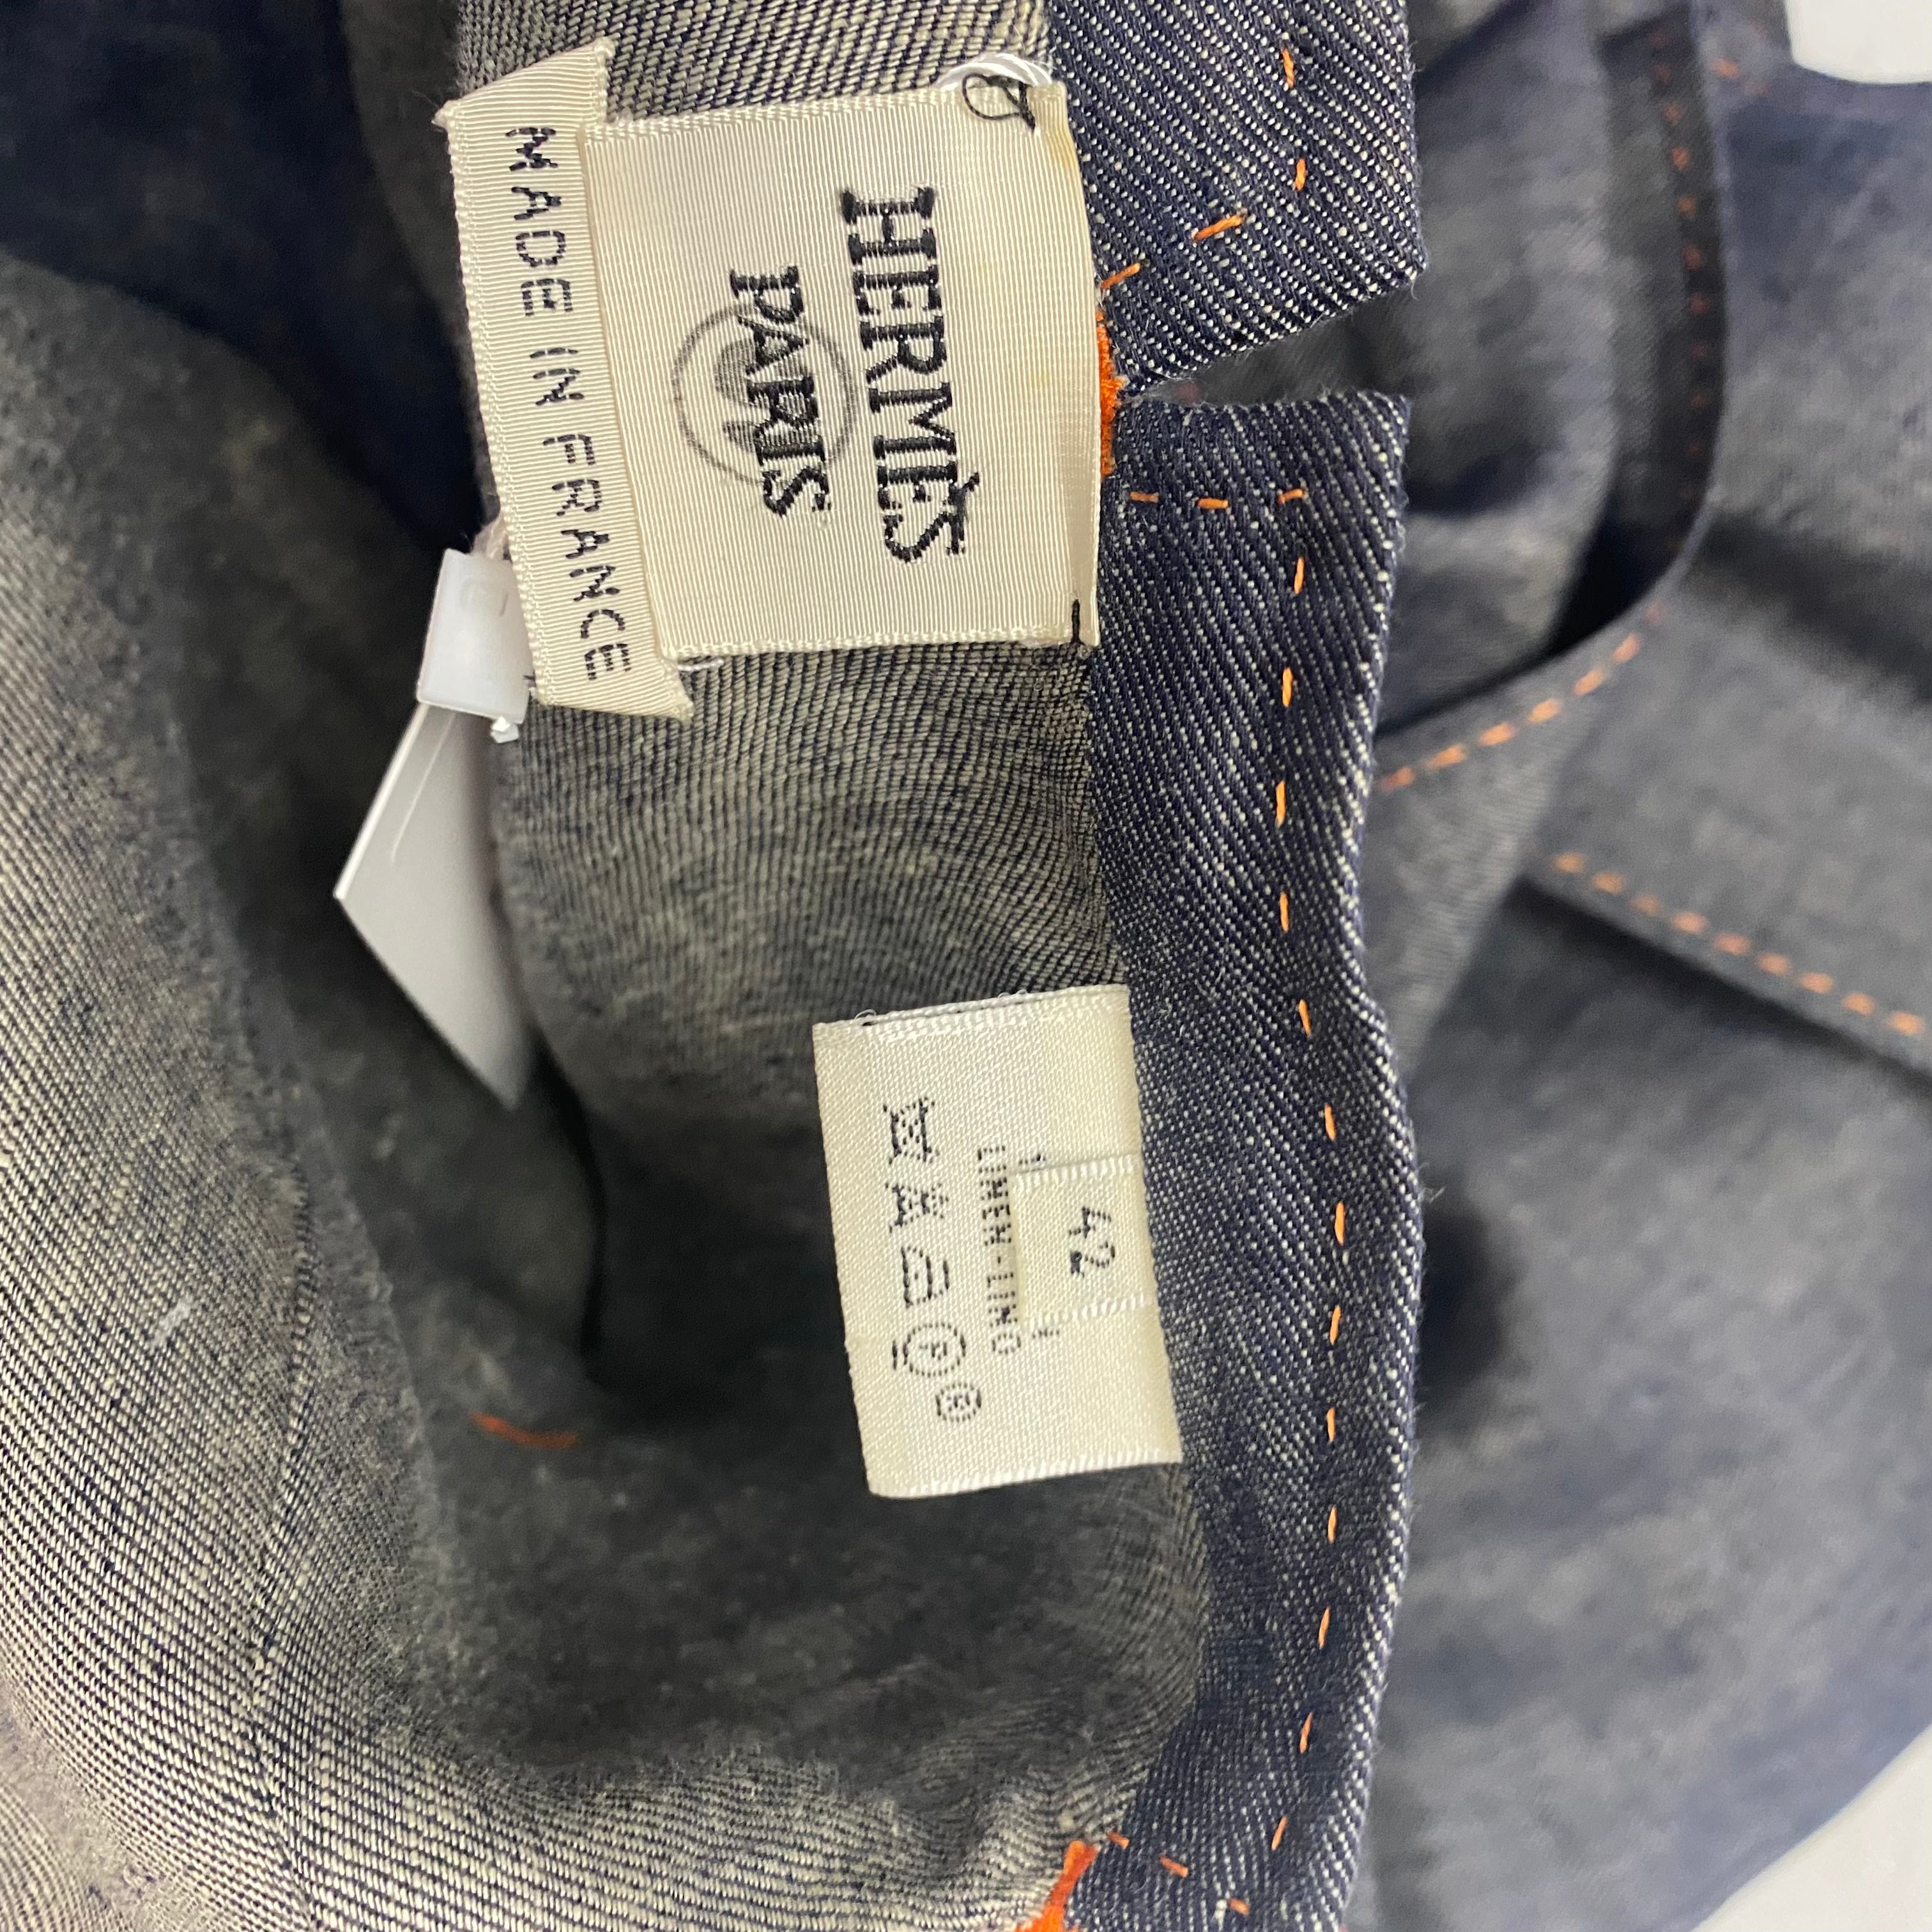 HERMÈS
PARIS
MADE IN FRANCE
42
LINEN-LINO
P